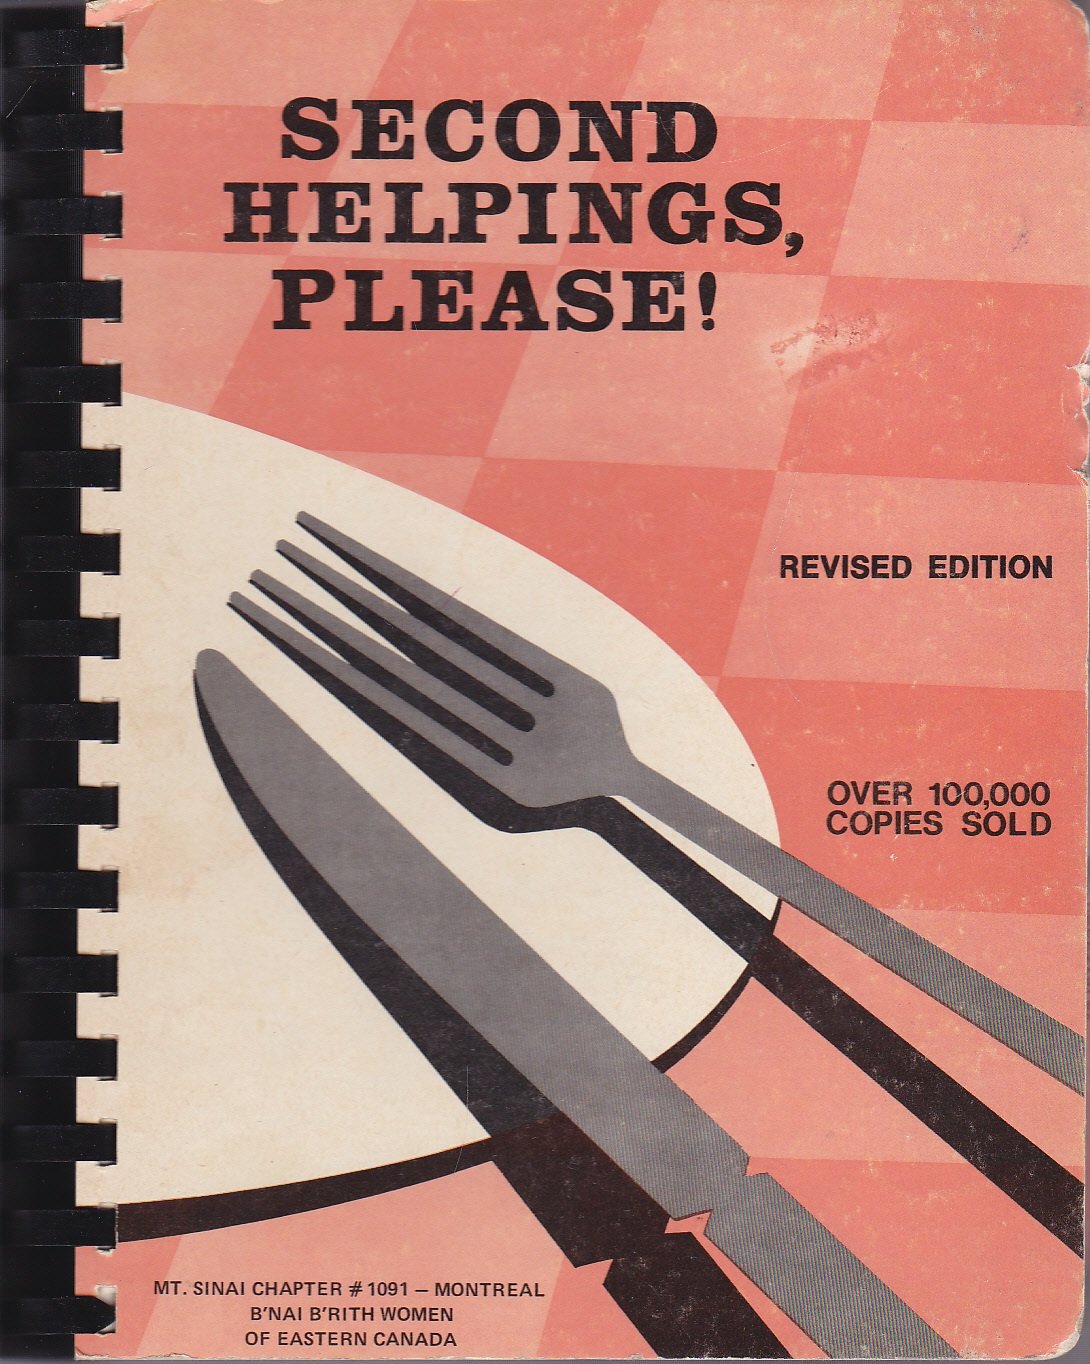 SECOND
HELPINGS,
PLEASE!
REVISED EDITION
OVER 100,000
COPIES SOLD
MT. SINAI CHAPTER #1091 – MONTREAL
B'NAI B'RITH WOMEN
OF EASTERN CANADA